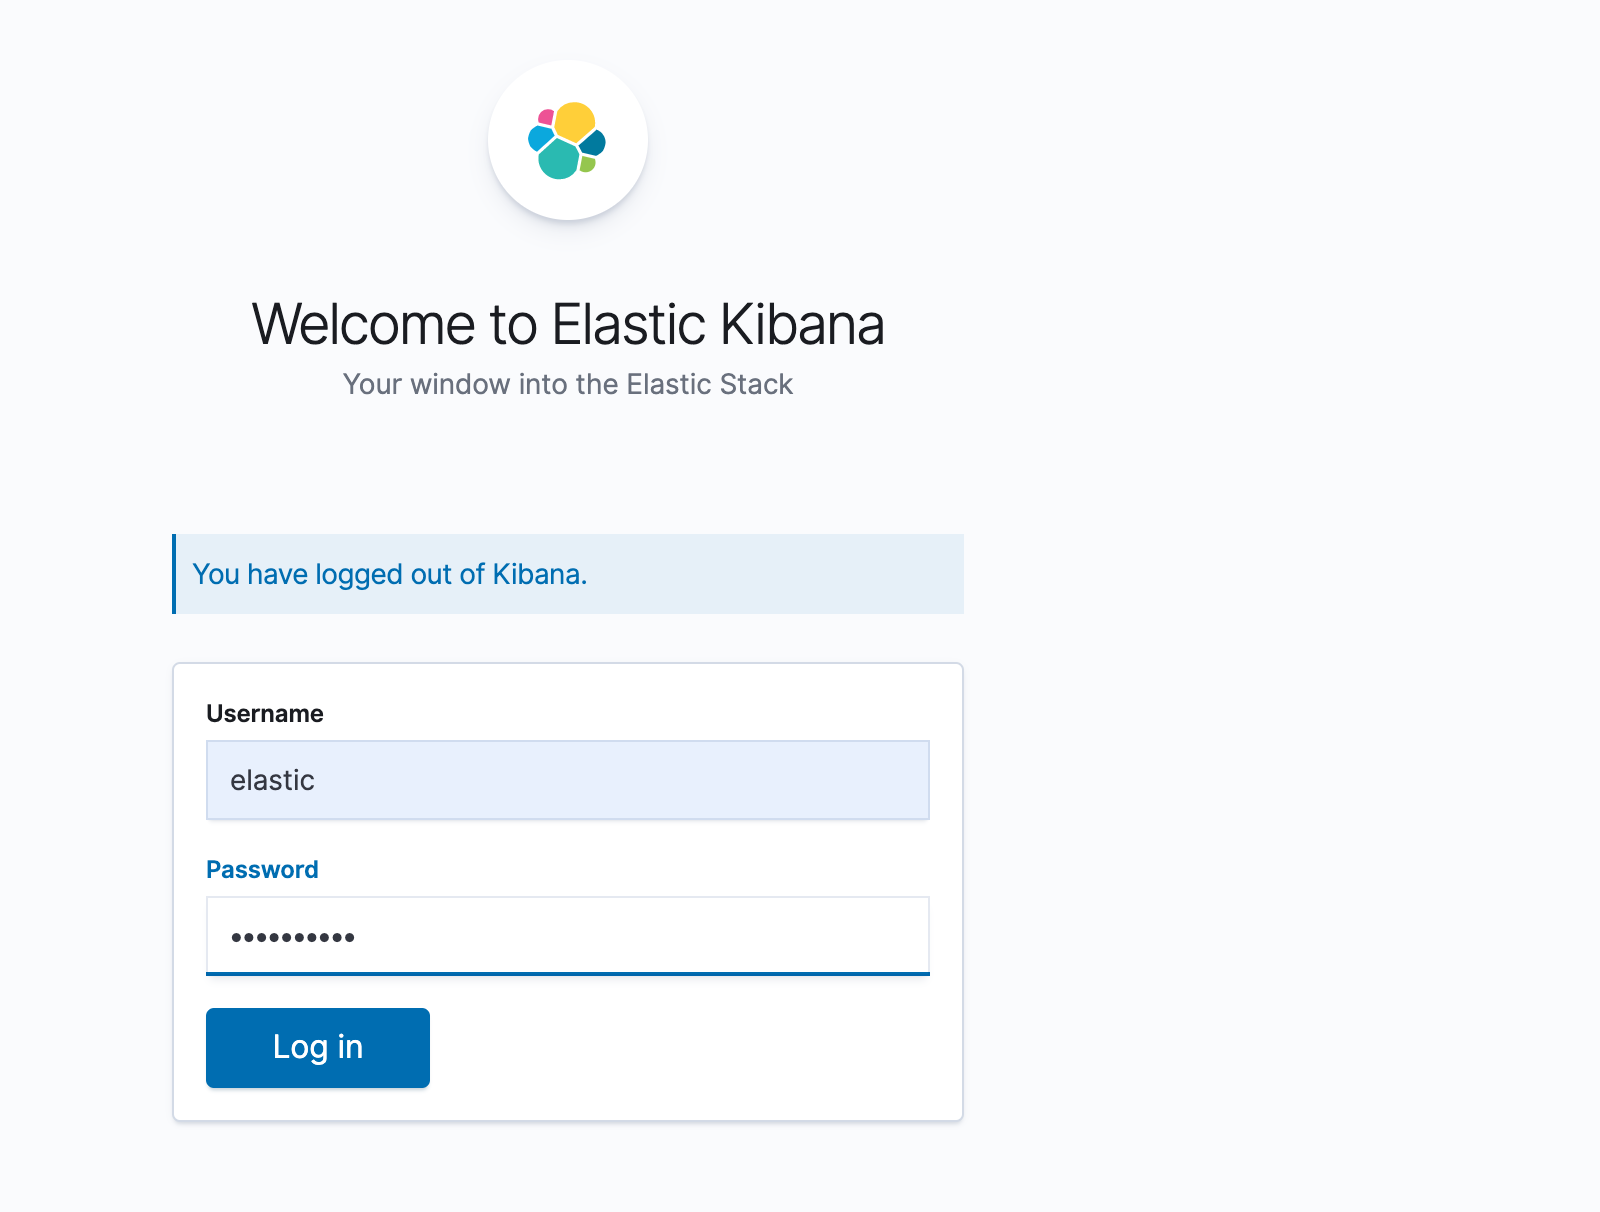 Welcome to Elastic Kibana
Your window into the Elastic Stack
You have logged out of Kibana.
Username
elastic
Password
••••••••••
Log in